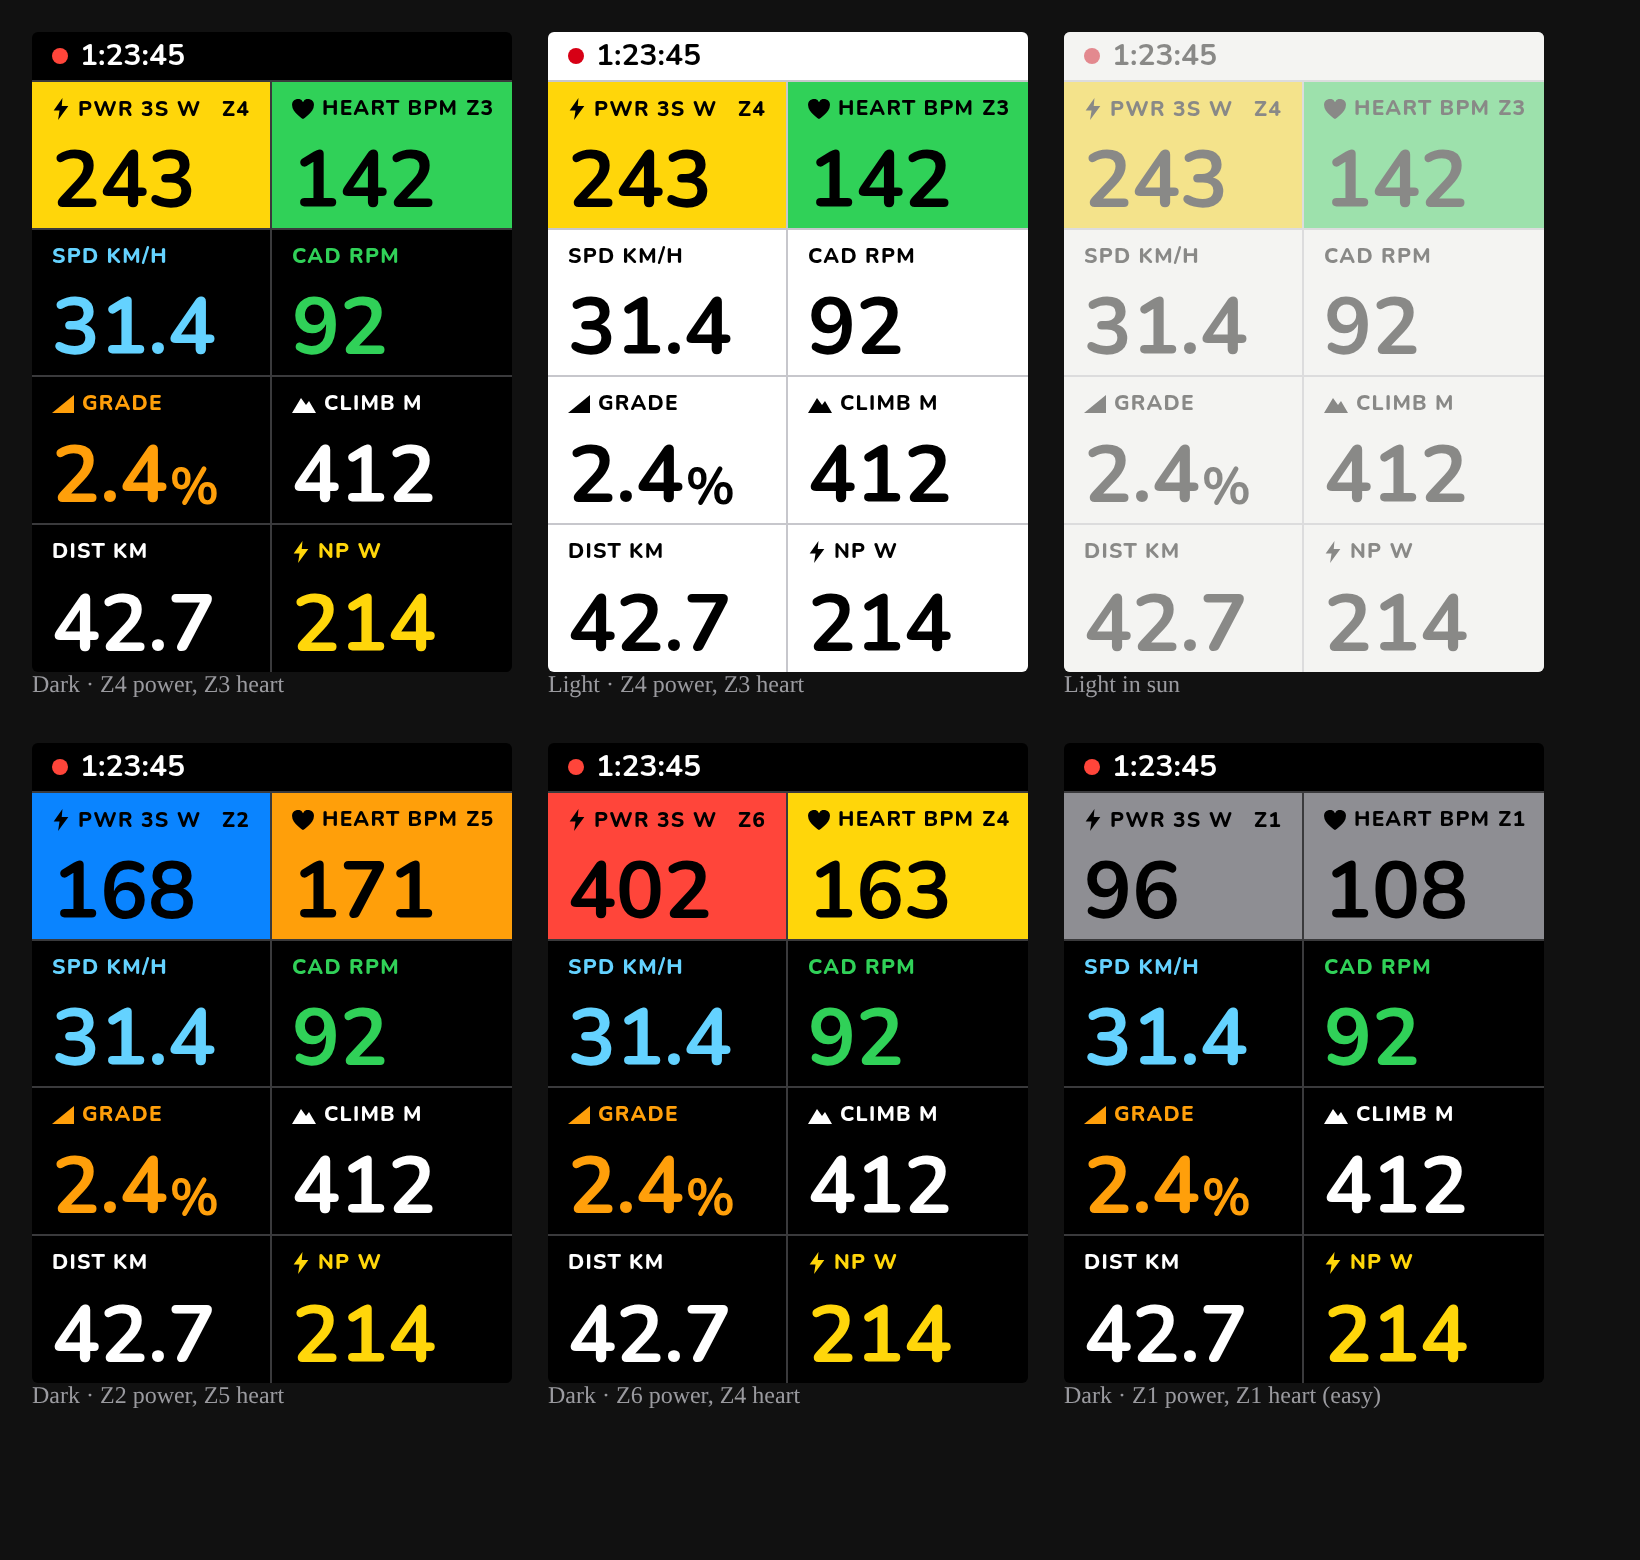 1:23:45
PWR 3S W Z4 HEART BPM Z3
243 142
SPD KM/H CAD RPM
31.4 92
GRADE CLIMB M
2.4% 412
DIST KM NP W
42.7 214
Dark · Z4 power, Z3 heart
1:23:45
PWR 3S W Z4 HEART BPM Z3
243 142
SPD KM/H CAD RPM
31.4 92
GRADE CLIMB M
2.4% 412
DIST KM NP W
42.7 214
Light · Z4 power, Z3 heart
1:23:45
PWR 3S W Z4 HEART BPM Z3
243 142
SPD KM/H CAD RPM
31.4 92
GRADE CLIMB M
2.4% 412
DIST KM NP W
42.7 214
Light in sun
1:23:45
PWR 3S W Z2 HEART BPM Z5
168 171
SPD KM/H CAD RPM
31.4 92
GRADE CLIMB M
2.4% 412
DIST KM NP W
42.7 214
Dark · Z2 power, Z5 heart
1:23:45
PWR 3S W Z6 HEART BPM Z4
402 163
SPD KM/H CAD RPM
31.4 92
GRADE CLIMB M
2.4% 412
DIST KM NP W
42.7 214
Dark · Z6 power, Z4 heart
1:23:45
PWR 3S W Z1 HEART BPM Z1
96 108
SPD KM/H CAD RPM
31.4 92
GRADE CLIMB M
2.4% 412
DIST KM NP W
42.7 214
Dark · Z1 power, Z1 heart (easy)